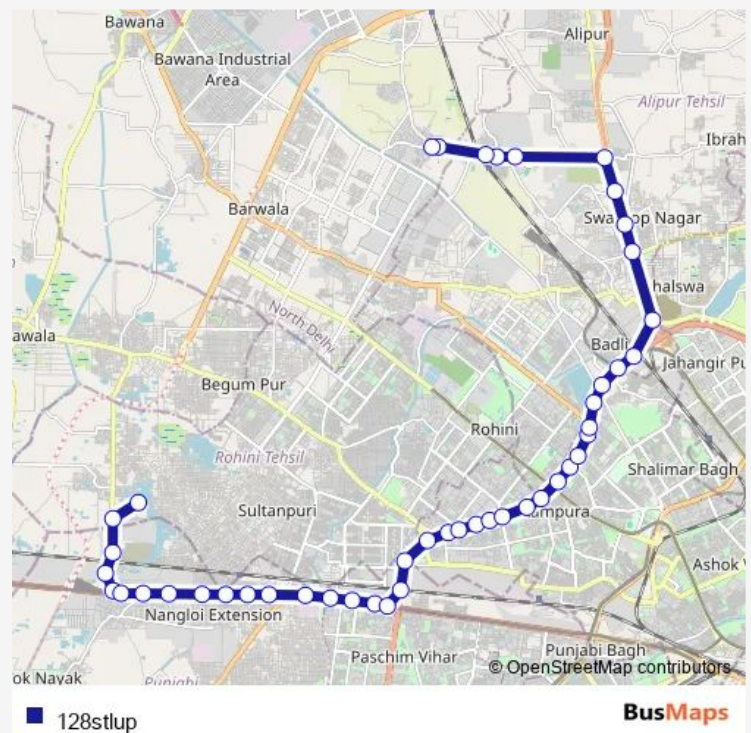 Bawana
Alipur
Bawana Industrial
Area
Alipur Tehsil
Ibrah
Barwala
Swa
op Nagar
halswa
North Delhi
awala
Badli
Jahangir Pu
Begum Pur
Rohini
Rohini Tehsil
Shalimar Bagh
Sultanpuri
ampura
Ashok V
Nangloi Extension
Punjabi Bagh
Paschim Vihar
© OpenStreetMap contributors
ok Nayak
Punjabi
128stlup
BusMaps